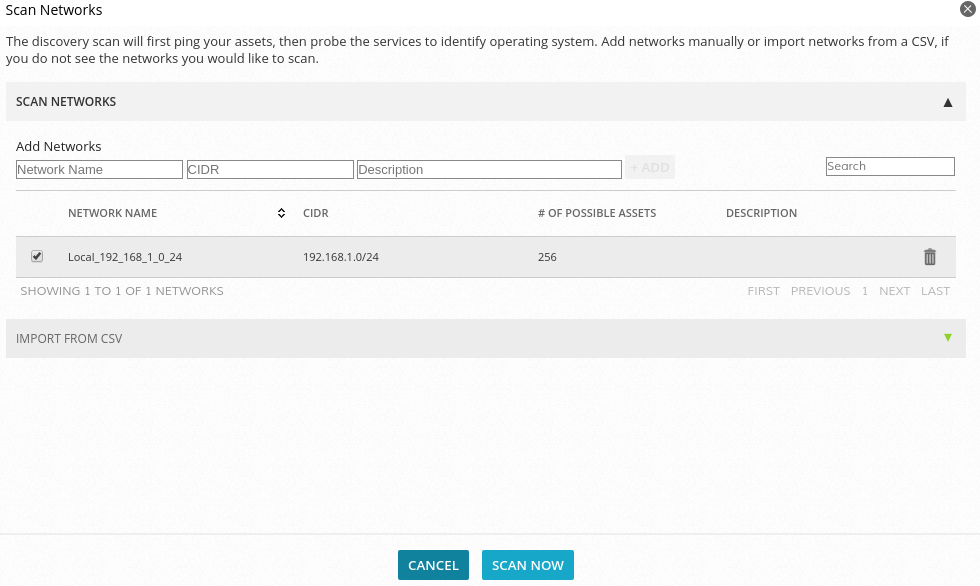 Scan Networks
The discovery scan will first ping your assets, then probe the services to identify operating system. Add networks manually or import networks from a CSV, if
you do not see the networks you would like to scan.
SCAN NETWORKS
Add Networks
Network Name CIDR Description + ADD Search
NETWORK NAME CIDR # OF POSSIBLE ASSETS DESCRIPTION
Local_192_168_1_0_24 192.168.1.0/24 256
SHOWING 1 TO 1 OF 1 NETWORKS FIRST PREVIOUS 1 NEXT LAST
IMPORT FROM CSV
CANCEL SCAN NOW